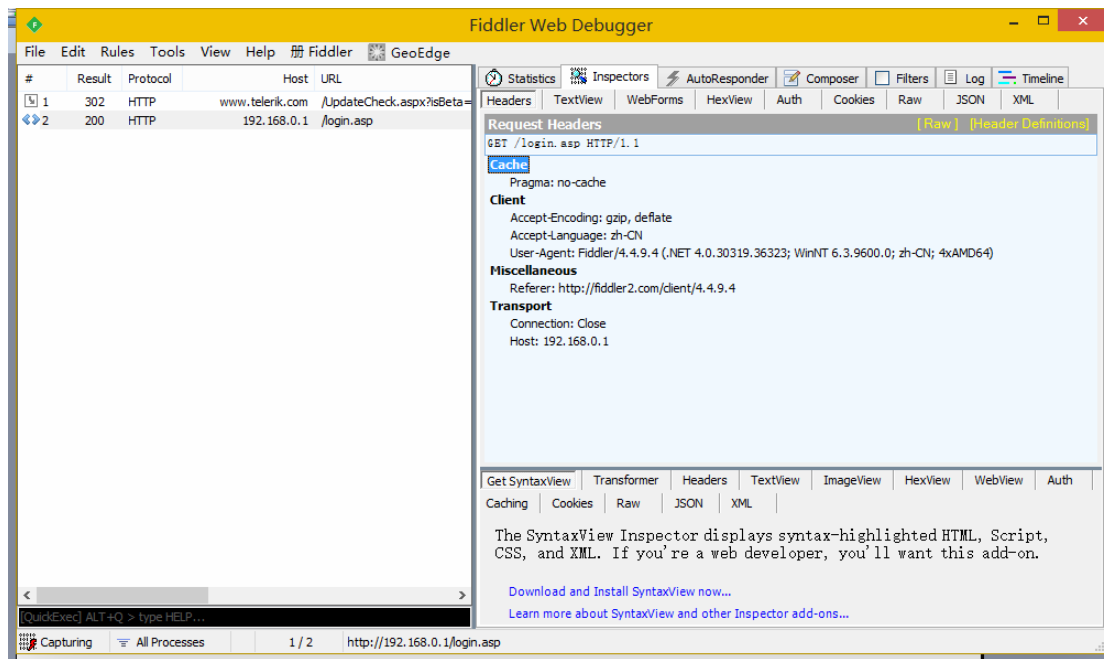 Fiddler Web Debugger
File Edit Rules Tools View Help 册 Fiddler GeoEdge
# Result Protocol Host URL
1 302 HTTP www.telerik.com /UpdateCheck.aspx?isBeta=
2 200 HTTP 192.168.0.1 /login.asp
Statistics Inspectors AutoResponder Composer Filters Log Timeline
Headers TextView WebForms HexView Auth Cookies Raw JSON XML
Request Headers [ Raw ] [Header Definitions]
GET /login.asp HTTP/1.1
Cache
Pragma: no-cache
Client
Accept-Encoding: gzip, deflate
Accept-Language: zh-CN
User-Agent: Fiddler/4.4.9.4 (.NET 4.0.30319.36323; WinNT 6.3.9600.0; zh-CN; 4xAMD64)
Miscellaneous
Referer: http://fiddler2.com/client/4.4.9.4
Transport
Connection: Close
Host: 192.168.0.1
Get SyntaxView Transformer Headers TextView ImageView HexView WebView Auth
Caching Cookies Raw JSON XML
The SyntaxView Inspector displays syntax-highlighted HTML, Script,
CSS, and XML. If you're a web developer, you'll want this add-on.
Download and Install SyntaxView now...
Learn more about SyntaxView and other Inspector add-ons...
[QuickExec] ALT+Q > type HELP...
Capturing All Processes 1 / 2 http://192.168.0.1/login.asp